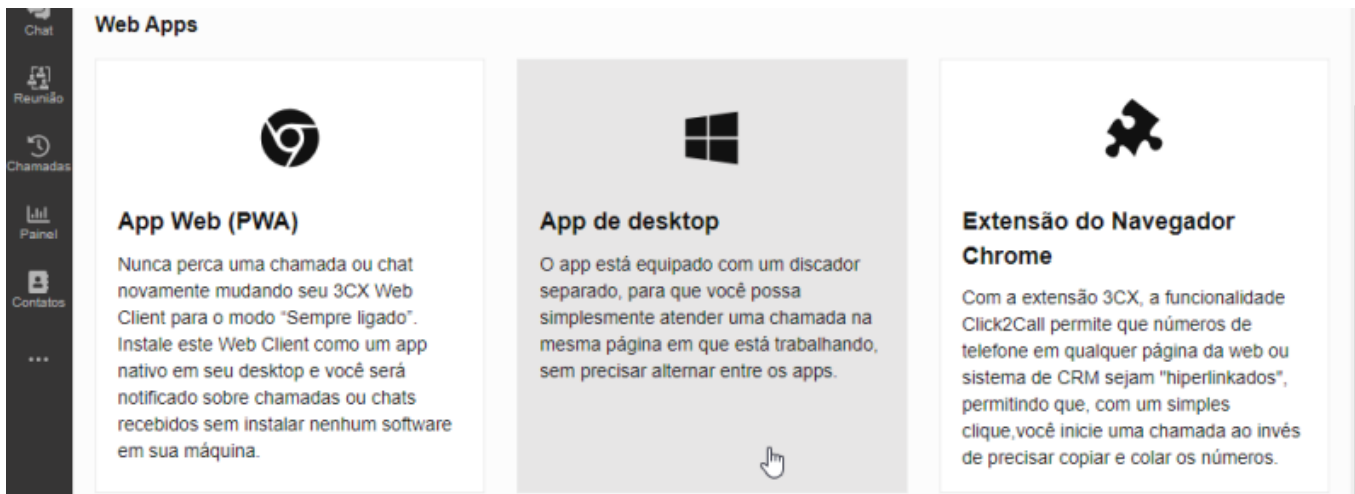 Chat
Reunião
Chamadas
Painel
Contatos
Web Apps
App Web (PWA)
Nunca perca uma chamada ou chat
novamente mudando seu 3CX Web
Client para o modo “Sempre ligado”.
Instale este Web Client como um app
nativo em seu desktop e você será
notificado sobre chamadas ou chats
recebidos sem instalar nenhum software
em sua máquina.
App de desktop
O app está equipado com um discador
separado, para que você possa
simplesmente atender uma chamada na
mesma página em que está trabalhando,
sem precisar alternar entre os apps.
Extensão do Navegador
Chrome
Com a extensão 3CX, a funcionalidade
Click2Call permite que números de
telefone em qualquer página da web ou
sistema de CRM sejam "hiperlinkados",
permitindo que, com um simples
clique,você inicie uma chamada ao invés
de precisar copiar e colar os números.